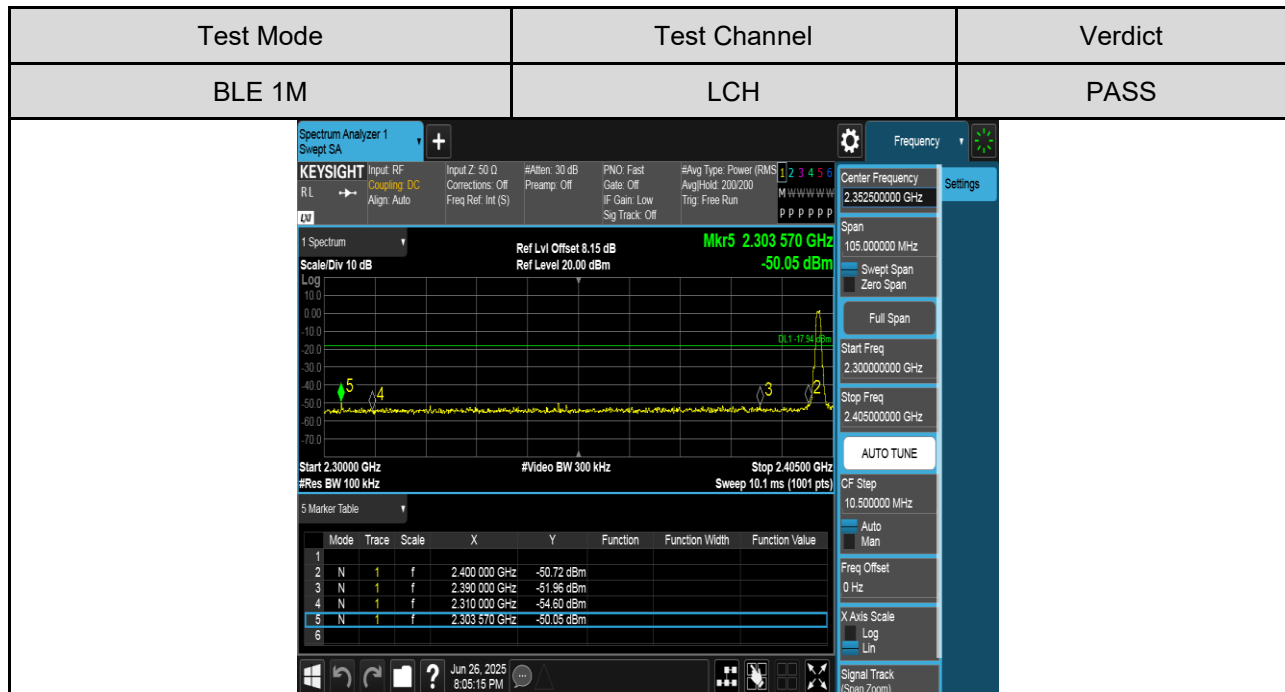 Test Mode Test Channel Verdict
BLE 1M LCH PASS
Spectrum Analyzer 1
Swept SA
+
Frequency
KEYSIGHT
RL
LXI
Input: RF
Coupling: DC
Align: Auto
Input Z: 50 Ω
Corrections: Off
Freq Ref: Int (S)
#Atten: 30 dB
Preamp: Off
PNO: Fast
Gate: Off
IF Gain: Low
Sig Track: Off
#Avg Type: Power (RMS
Avg|Hold: 200/200
Trig: Free Run
1 2 3 4 5 6
M W W W W W
P P P P P P
1 Spectrum
Scale/Div 10 dB
Ref Lvl Offset 8.15 dB
Ref Level 20.00 dBm
Mkr5 2.303 570 GHz
-50.05 dBm
Log
10.0
0.00
-10.0
-20.0
-30.0
-40.0
-50.0
-60.0
-70.0
DL1 -17.94 dBm
5
4
3
2
Start 2.30000 GHz
#Res BW 100 kHz
#Video BW 300 kHz
Stop 2.40500 GHz
Sweep 10.1 ms (1001 pts)
5 Marker Table
Mode Trace Scale X Y Function Function Width Function Value
1
2 N 1 f 2.400 000 GHz -50.72 dBm
3 N 1 f 2.390 000 GHz -51.96 dBm
4 N 1 f 2.310 000 GHz -54.60 dBm
5 N 1 f 2.303 570 GHz -50.05 dBm
6
?
Jun 26, 2025
8:05:15 PM
Center Frequency
2.352500000 GHz
Settings
Span
105.000000 MHz
Swept Span
Zero Span
Full Span
Start Freq
2.300000000 GHz
Stop Freq
2.405000000 GHz
AUTO TUNE
CF Step
10.500000 MHz
Auto
Man
Freq Offset
0 Hz
X Axis Scale
Log
Lin
Signal Track
(Span Zoom)